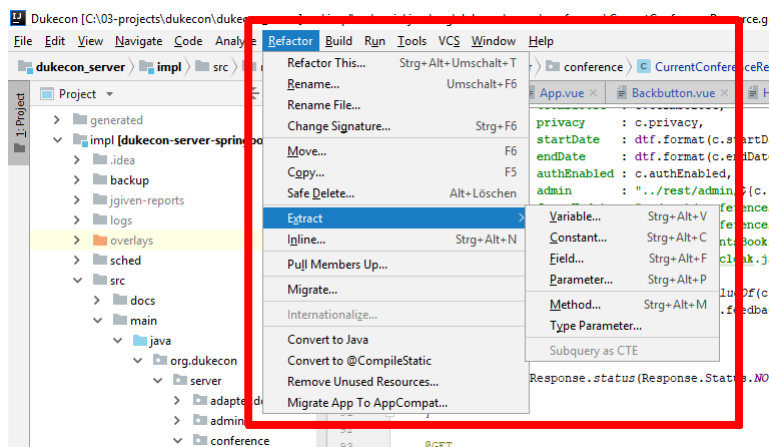 Dukecon [C:\03-projects\dukecon\dukec
File Edit View Navigate Code Analyze Refactor Build Run Tools VCS Window Help
dukecon_server impl src conference CurrentConferenceRe
1: Project
Project
App.vue Backbutton.vue H
generated
impl [dukecon-server-springbo
.idea
backup
jgiven-reports
logs
overlays
sched
src
docs
main
java
org.dukecon
server
adapter
admin
conference
Refactor This... Strg+Alt+Umschalt+T
Rename... Umschalt+F6
Rename File...
Change Signature... Strg+F6
Move... F6
Copy... F5
Safe Delete... Alt+Löschen
Extract
Inline... Strg+Alt+N
Pull Members Up...
Migrate...
Internationalize...
Convert to Java
Convert to @CompileStatic
Remove Unused Resources...
Migrate App To AppCompat...
Variable... Strg+Alt+V
Constant... Strg+Alt+C
Field... Strg+Alt+F
Parameter... Strg+Alt+P
Method... Strg+Alt+M
Type Parameter...
Subquery as CTE
privacy : c.privacy,
startDate : dtf.format(c.startD
endDate : dtf.format(c.endDate
authEnabled : c.authEnabled,
admin : "../rest/admin/${c.
Response.status(Response.Status.NO
92
93 @GET